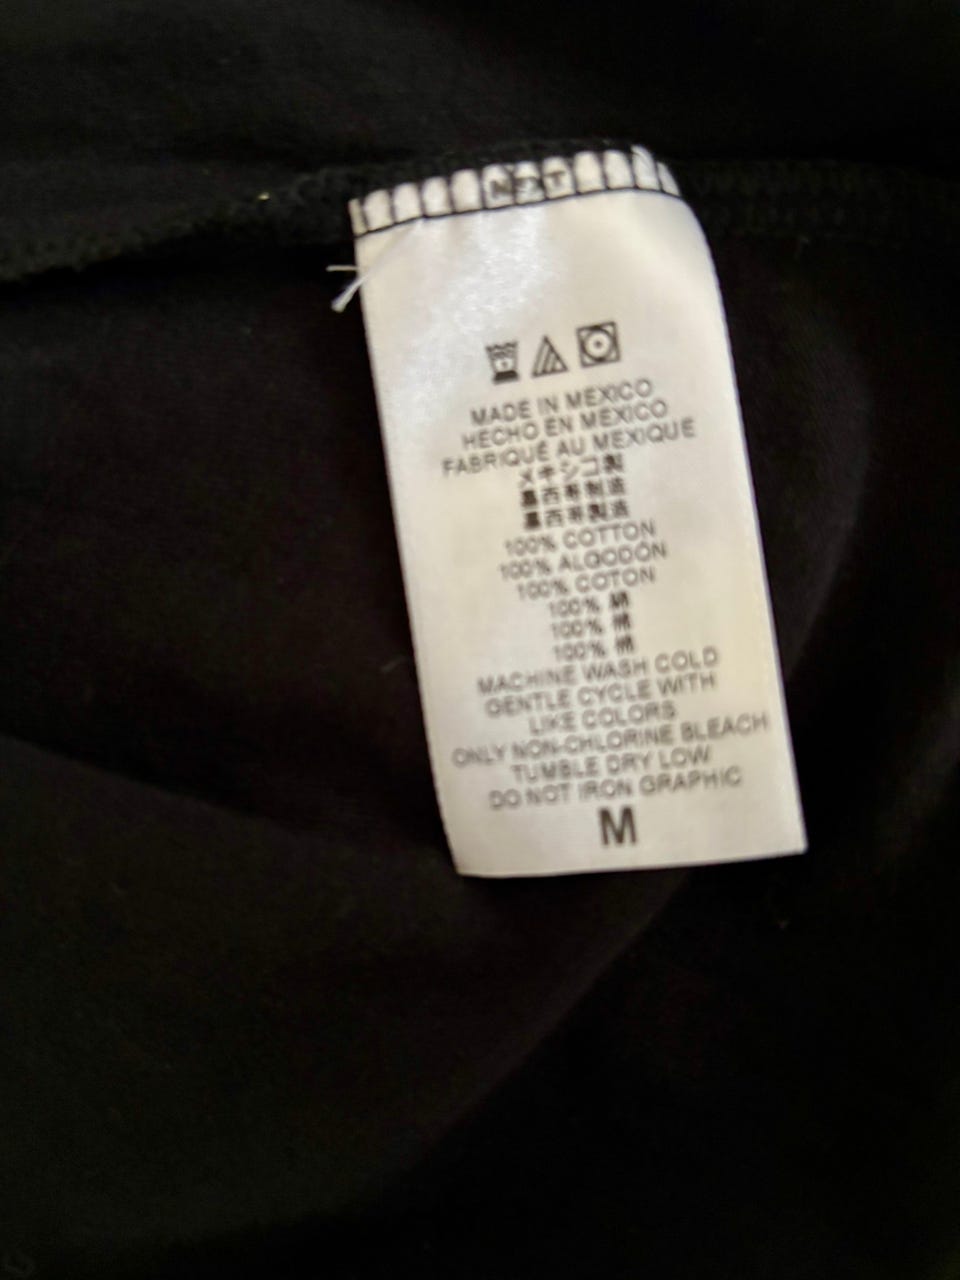 MADE IN MEXICO
HECHO EN MEXICO
FABRIQUÉ AU MEXIQUE
メキシコ製
墨西哥制造
墨西哥製造
100% COTTON
100% ALGODÓN
100% COTON
100% 綿
100% 棉
100% 棉
MACHINE WASH COLD
GENTLE CYCLE WITH
LIKE COLORS
ONLY NON-CHLORINE BLEACH
TUMBLE DRY LOW
DO NOT IRON GRAPHIC
M